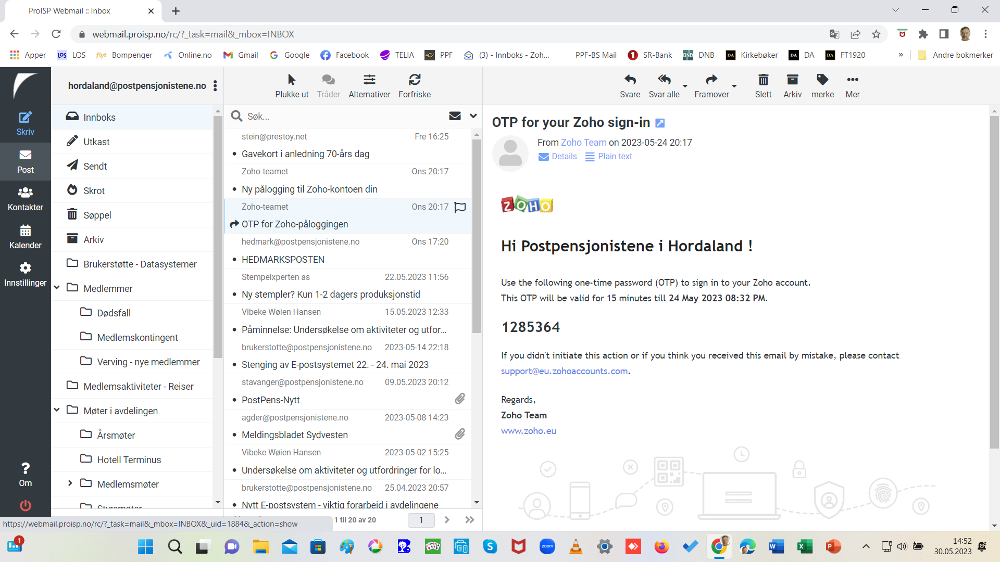 ProISP Webmail :: Inbox
webmail.proisp.no/rc/?_task=mail&_mbox=INBOX
Apper
LOS
flyt Bompenger
Online.no
Gmail
Google
Facebook
TELIA
PPF
(3) - Innboks - Zoh...
PPF-BS Mail
SR-Bank
DNB
Kirkebøker
DA
FT1920
»
Andre bokmerker
Skriv
Post
Kontakter
Kalender
Innstillinger
Om
hordaland@postpensjonistene.no
Innboks
Utkast
Sendt
Skrot
Søppel
Arkiv
Brukerstøtte - Datasystemer
Medlemmer
Dødsfall
Medlemskontingent
Verving - nye medlemmer
Medlemsaktiviteter - Reiser
Møter i avdelingen
Årsmøter
Hotell Terminus
Medlemsmøter
Styremøter
https://webmail.proisp.no/rc/?_task=mail&_mbox=INBOX&_uid=1884&_action=show
Plukke ut
Tråder
Alternativer
Forfriske
Søk...
stein@prestoy.net Fre 16:25
• Gavekort i anledning 70-års dag
Zoho-teamet Ons 20:17
• Ny pålogging til Zoho-kontoen din
Zoho-teamet Ons 20:17
OTP for Zoho-påloggingen
hedmark@postpensjonistene.no Ons 17:20
• HEDMARKSPOSTEN
Stempelxperten as 22.05.2023 11:56
• Ny stempler? Kun 1-2 dagers produksjonstid
Vibeke Wøien Hansen 15.05.2023 12:33
• Påminnelse: Undersøkelse om aktiviteter og utfor...
brukerstotte@postpensjonistene.no 2023-05-14 22:18
• Stenging av E-postsystemet 22. - 24. mai 2023
stavanger@postpensjonistene.no 09.05.2023 20:12
• PostPens-Nytt
agder@postpensjonistene.no 2023-05-08 14:23
• Meldingsbladet Sydvesten
Vibeke Wøien Hansen 2023-05-02 15:25
• Undersøkelse om aktiviteter og utfordringer for lo...
brukerstotte@postpensjonistene.no 25.04.2023 20:57
• Nytt E-postsystem - viktig forarbeid i avdelingene
1 til 20 av 20
1
Svare
Svar alle
Framover
Slett
Arkiv
merke
Mer
OTP for your Zoho sign-in
From Zoho Team on 2023-05-24 20:17
Details
Plain text
ZOHO
Hi Postpensjonistene i Hordaland !
Use the following one-time password (OTP) to sign in to your Zoho account.
This OTP will be valid for 15 minutes till 24 May 2023 08:32 PM.
1285364
If you didn't initiate this action or if you think you received this email by mistake, please contact
support@eu.zohoaccounts.com.
Regards,
Zoho Team
www.zoho.eu
1
zoom
14:52
30.05.2023